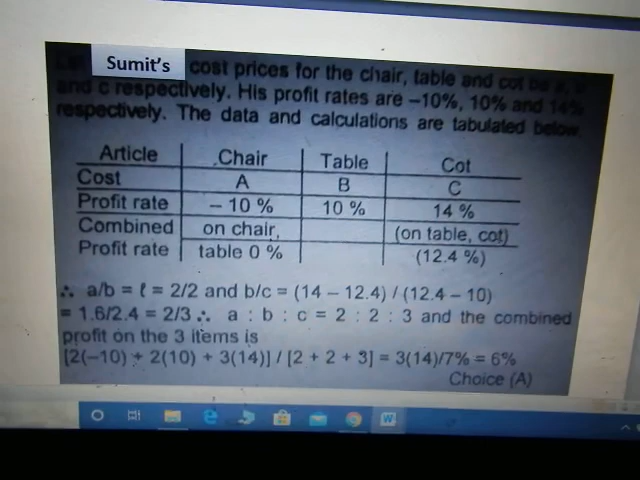 Sumit's cost prices for the chair, table and cot be a, b
and c respectively. His profit rates are –10%, 10% and 14%
respectively. The data and calculations are tabulated below.
Article Chair Table Cot
Cost A B C
Profit rate – 10 % 10 % 14 %
Combined on chair, (on table, cot)
Profit rate table 0 % (12.4 %)
∴ a/b = ℓ = 2/2 and b/c = (14 – 12.4) / (12.4 – 10)
= 1.6/2.4 = 2/3 ∴ a : b : c = 2 : 2 : 3 and the combined
profit on the 3 items is
[2(–10) + 2(10) + 3(14)] / [2 + 2 + 3] = 3(14)/7% = 6%
Choice (A)